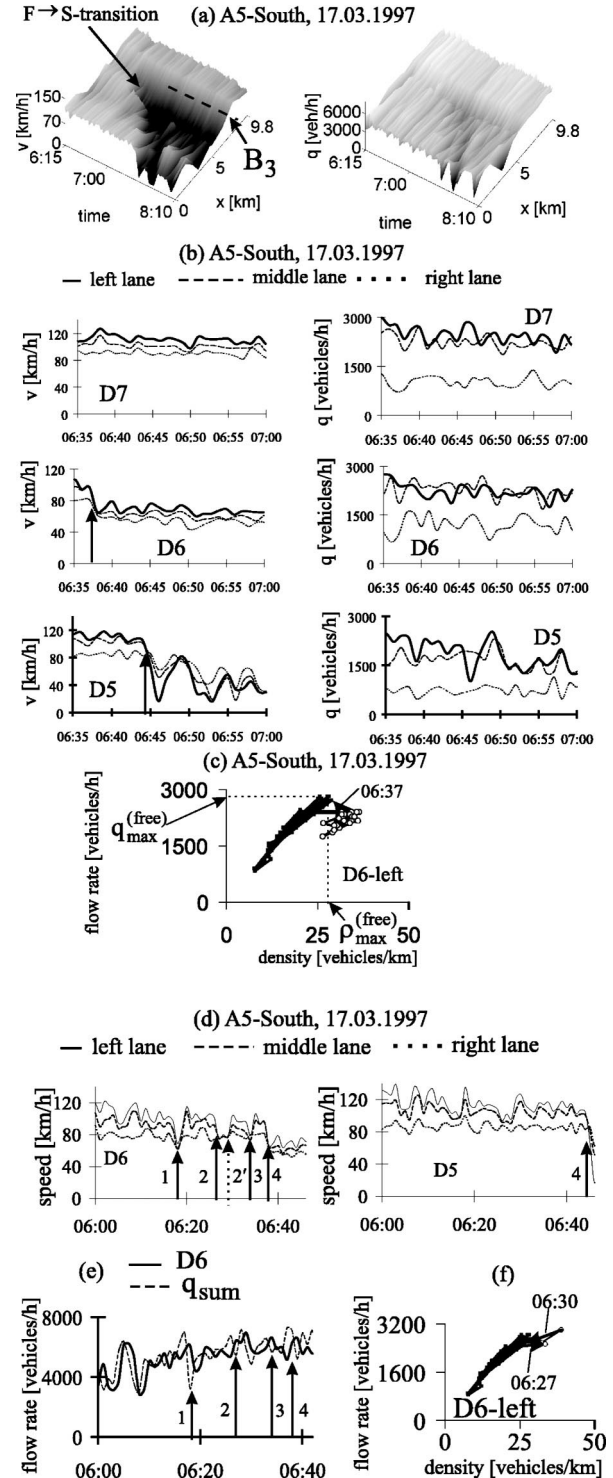 (a) A5-South, 17.03.1997
F → S-transition
v [km/h]
150
70
0
6:15
7:00
8:10
time
0
5
9.8
x [km]
B3
q [veh/h]
6000
3000
0
6:15
7:00
8:10
time
0
5
9.8
x [km]
(b) A5-South, 17.03.1997
left lane middle lane right lane
v [km/h]
120
80
40
0
D7
06:35 06:40 06:45 06:50 06:55 07:00
q [vehicles/h]
3000
1500
0
D7
06:35 06:40 06:45 06:50 06:55 07:00
v [km/h]
120
80
40
0
D6
06:35 06:40 06:45 06:50 06:55 07:00
q [vehicles/h]
3000
1500
0
D6
06:35 06:40 06:45 06:50 06:55 07:00
v [km/h]
120
80
40
0
D5
06:35 06:40 06:45 06:50 06:55 07:00
q [vehicles/h]
3000
1500
0
D5
06:35 06:40 06:45 06:50 06:55 07:00
(c) A5-South, 17.03.1997
flow rate [vehicles/h]
3000
1500
0
q max (free)
06:37
D6-left
ρ max (free)
0 25 50
density [vehicles/km]
(d) A5-South, 17.03.1997
left lane middle lane right lane
speed [km/h]
120
80
40
0
D6
1 2 2' 3 4
06:00 06:20 06:40
speed [km/h]
120
80
40
0
D5
4
06:00 06:20 06:40
(e) D6
q sum
flow rate [vehicles/h]
8000
4000
0
1 2 3 4
06:00 06:20 06:40
(f)
flow rate [vehicles/h]
3200
1600
0
06:30
06:27
D6-left
0 25 50
density [vehicles/km]